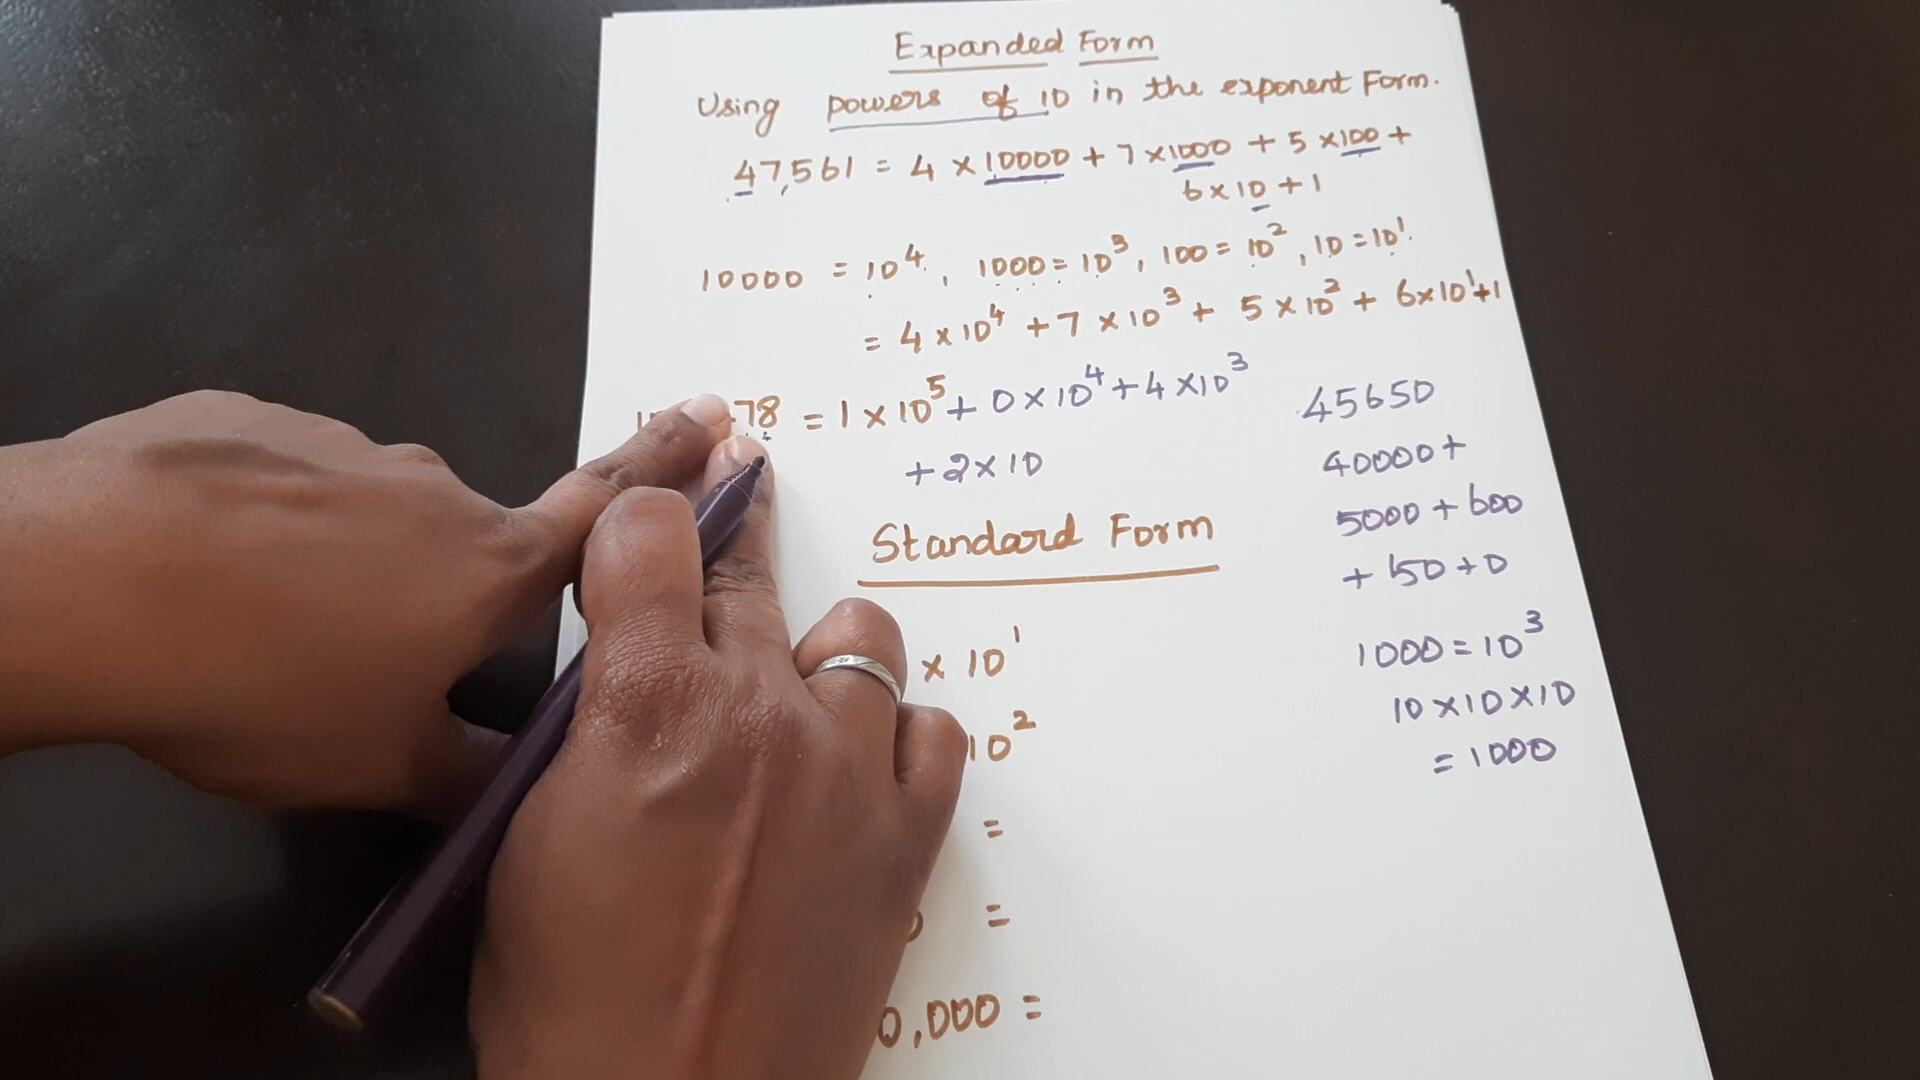 Expanded Form
Using powers of 10 in the exponent Form.
47,561 = 4 × 10000 + 7 × 1000 + 5 × 100 +
6 × 10 + 1
10000 = 10⁴, 1000 = 10³, 100 = 10², 10 = 10¹.
= 4 × 10⁴ + 7 × 10³ + 5 × 10² + 6 × 10¹ + 1
78 = 1 × 10⁵ + 0 × 10⁴ + 4 × 10³
+ 2 × 10
Standard Form
× 10¹
10²
=
=
0,000 =
45650
40000 +
5000 + 600
+ 50 + 0
1000 = 10³
10 × 10 × 10
= 1000